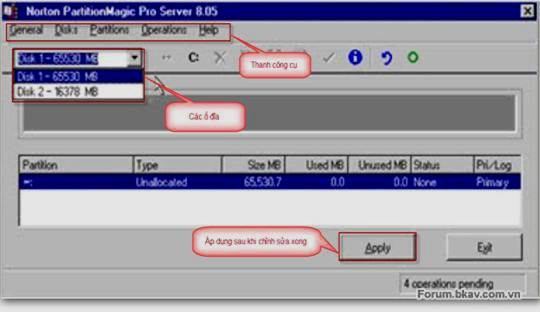 Norton PartitionMagic Pro Server 8.05
General Disks Partitions Operations Help
Thanh công cụ
Disk 1 - 65530 MB
C:
Disk 1 - 65530 MB
Disk 2 - 16378 MB
Các ổ đĩa
Partition Type Size MB Used MB Unused MB Status Pri/Log
*: Unallocated 65,530.7 0.0 0.0 None Primary
Áp dụng sau khi chỉnh sửa xong
Apply Exit
4 operations pending
Forum.bkav.com.vn